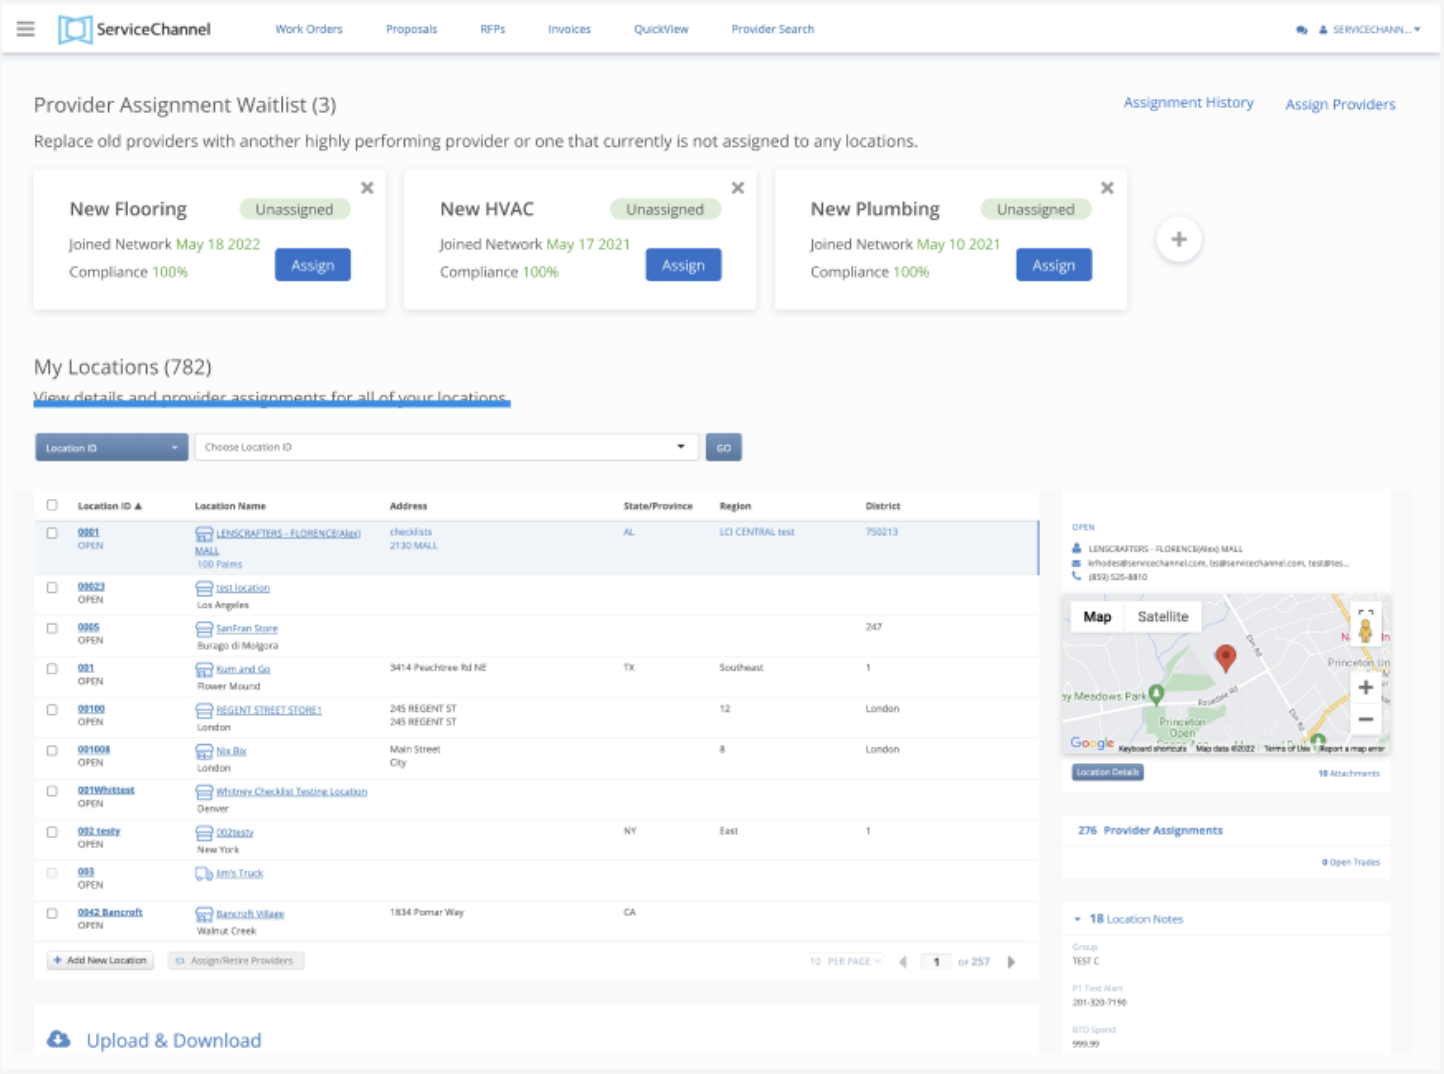 ServiceChannel
Work Orders
Proposals
RFPs
Invoices
QuickView
Provider Search
SERVICECHANN...
Provider Assignment Waitlist (3)
Assignment History
Assign Providers
Replace old providers with another highly performing provider or one that currently is not assigned to any locations.
New Flooring
Unassigned
Joined Network May 18 2022
Compliance 100%
Assign
New HVAC
Unassigned
Joined Network May 17 2021
Compliance 100%
Assign
New Plumbing
Unassigned
Joined Network May 10 2021
Compliance 100%
Assign
My Locations (782)
View details and provider assignments for all of your locations.
Location ID
Choose Location ID
GO
Location ID ▲ Location Name Address State/Province Region District
0001 LENSCRAFTERS - FLORENCE(Alex) checklists AL LCI CENTRAL test 750213
OPEN MALL 2130 MALL
100 Palms
00023 test location
OPEN Los Angeles
0005 SanFran Store 247
OPEN Burago di Molgora
001 Kum and Go 3414 Peachtree Rd NE TX Southeast 1
OPEN Flower Mound
00100 REGENT STREET STORE1 245 REGENT ST 12 London
OPEN London 245 REGENT ST
001008 Nix Bix Main Street 8 London
OPEN London City
001Whittest Whitney Checklist Testing Location
OPEN Denver
002 testy 002testy NY East 1
OPEN New York
003 Jim's Truck
OPEN
0042 Bancroft Bancroft Village 1834 Pomar Way CA
OPEN Walnut Creek
+ Add New Location
Assign/Retire Providers
10 PER PAGE
1 OF 257
Upload & Download
OPEN
LENSCRAFTERS - FLORENCE(Alex) MALL
krhodes@servicechannel.com, bs@servicechannel.com, test@tes...
(859) 525-8810
Map Satellite
Princeton Un
ay Meadows Park
Rosedale Rd
Elm Rd
Elm Rd
Princeton
Open
Google Keyboard shortcuts Map data ©2022 Terms of Use Report a map error
Location Details
18 Attachments
276 Provider Assignments
0 Open Trades
18 Location Notes
Group
TEST C
P1 Text Alert
201-320-7190
BTO Spend
999.99